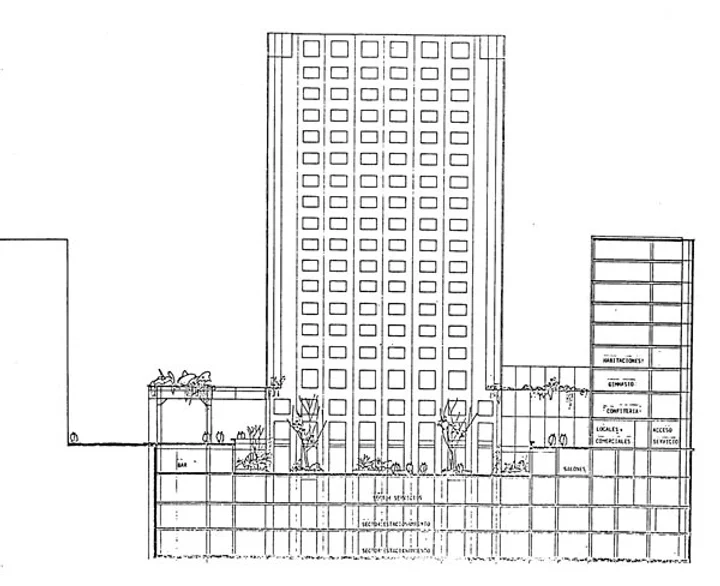 HABITACIONES
GIMNASIO
CONFITERIA
LOCALES
COMERCIALES
ACCESO
SERVICIO
BAR
SALONES
SECTOR SERVICIOS
SECTOR ESTACIONAMIENTO
SECTOR ESTACIONAMIENTO